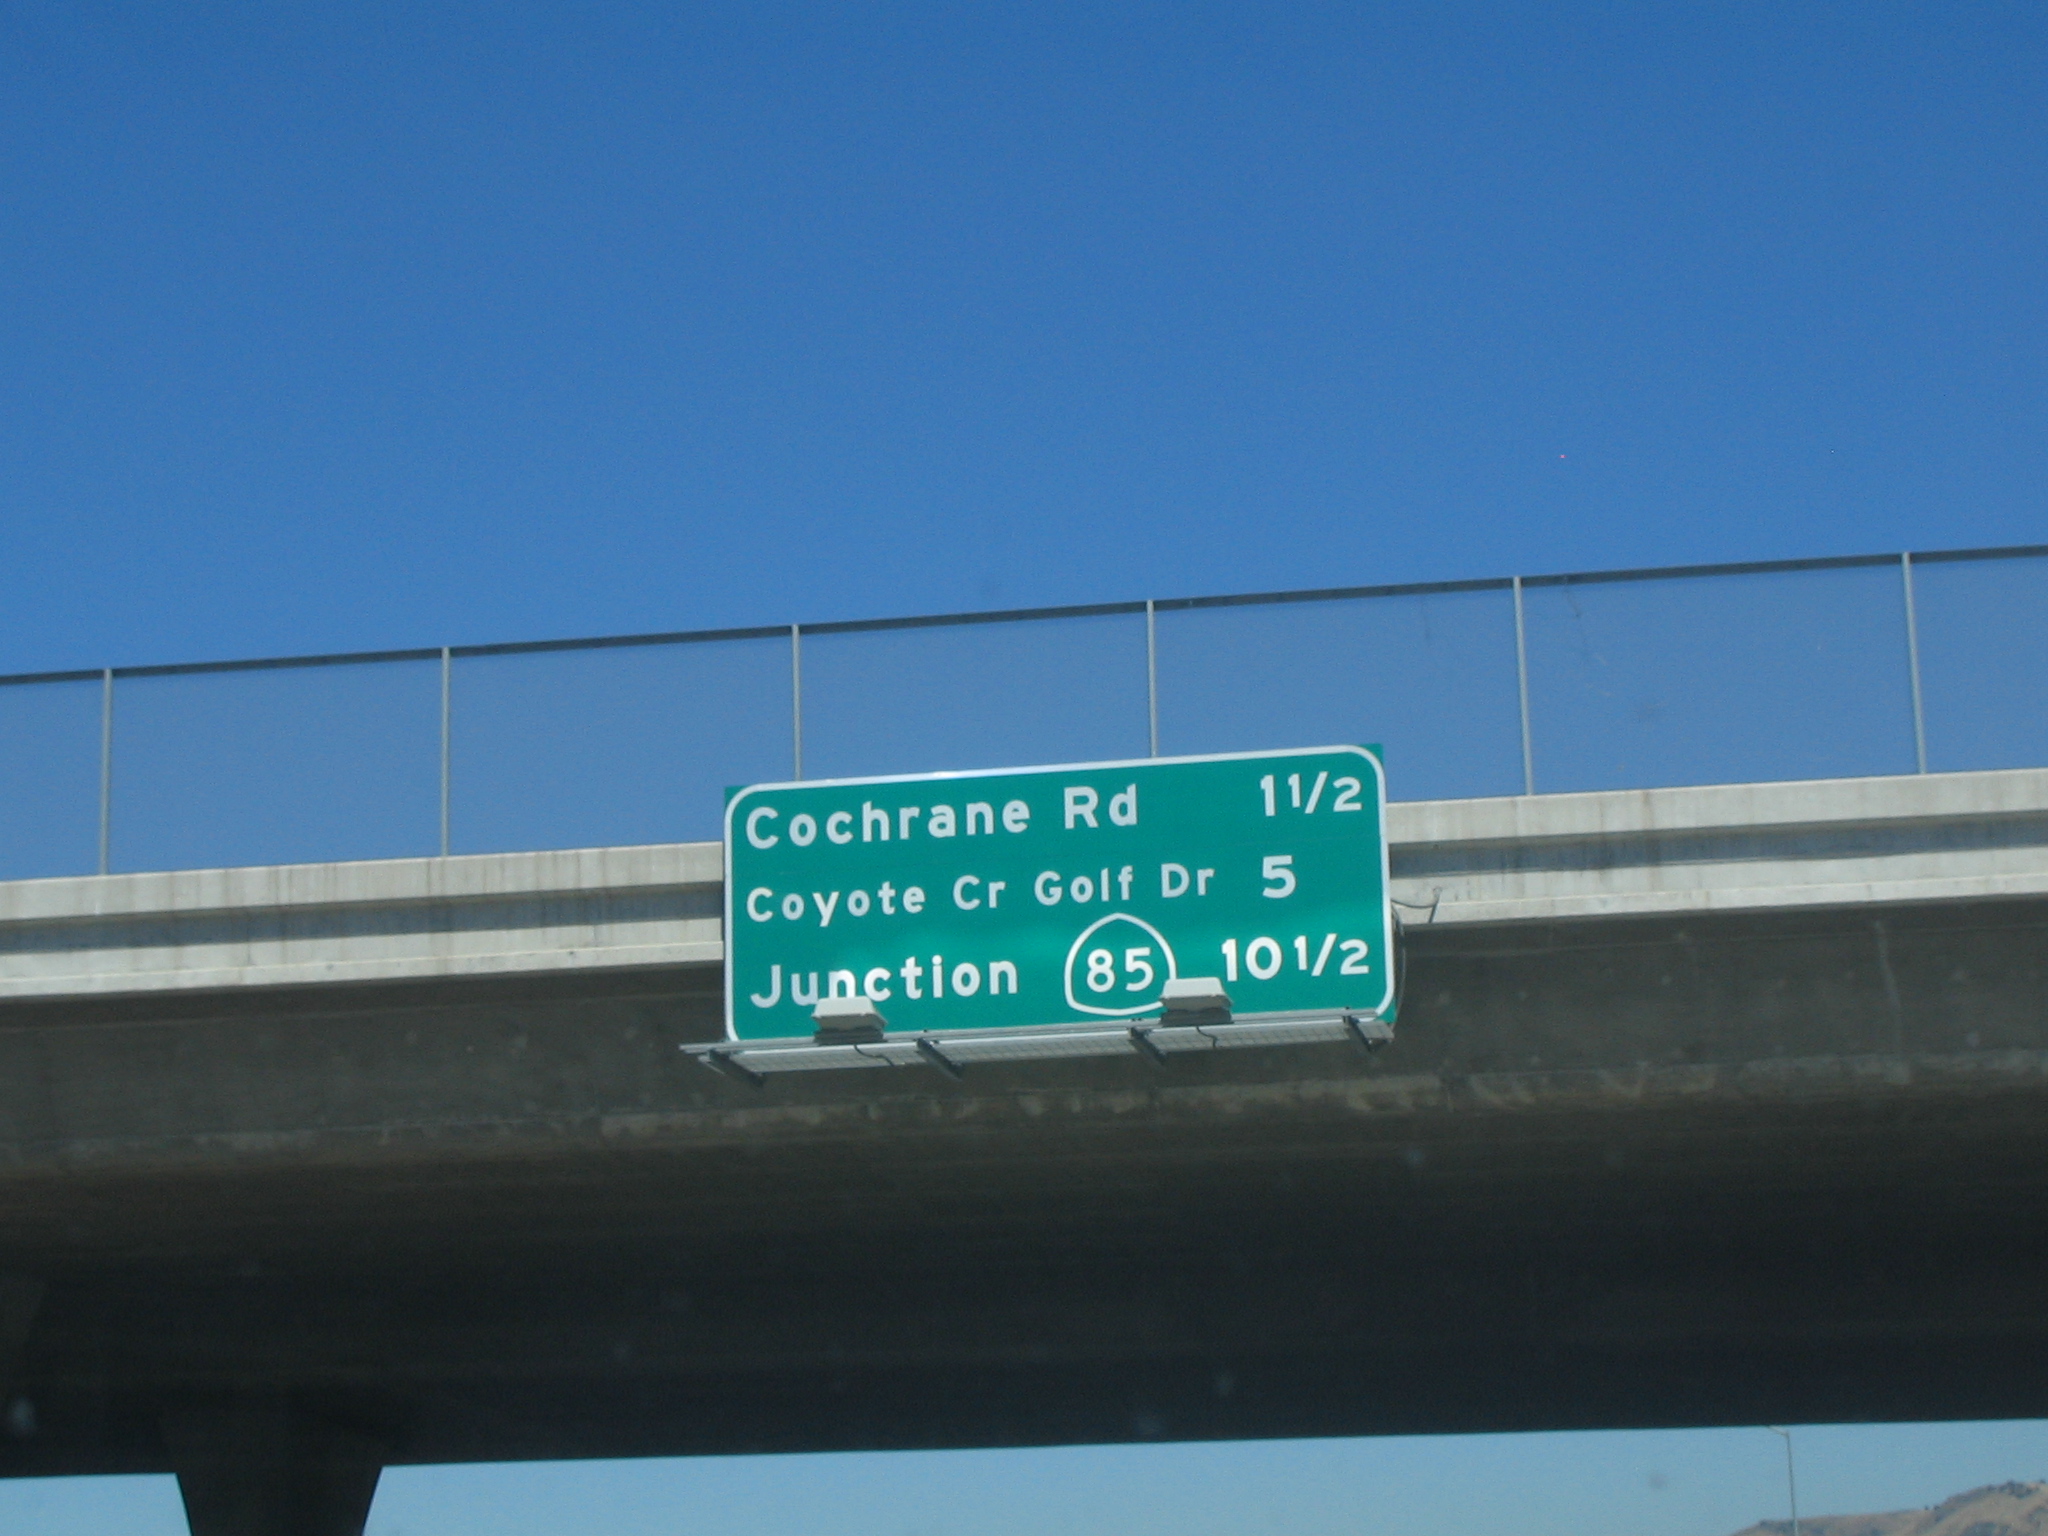 Cochrane Rd 1 1/2
Coyote Cr Golf Dr 5
Junction 85 10 1/2